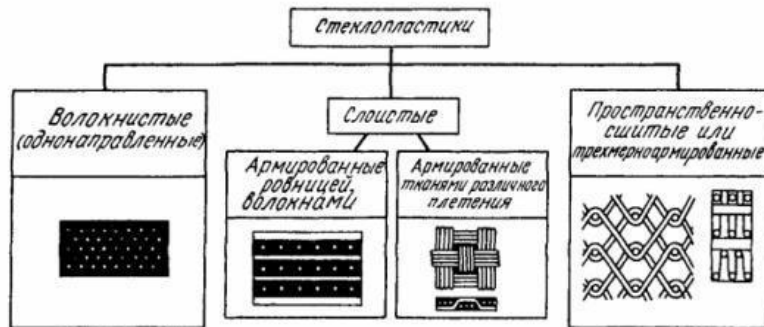 Стеклопластики
Волокнистые
(однонаправленные)
Слоистые
Армированные
ровницей,
волокнами
Армированные
тканями различного
плетения
Пространственно-
сшитые или
трехмерноармированные